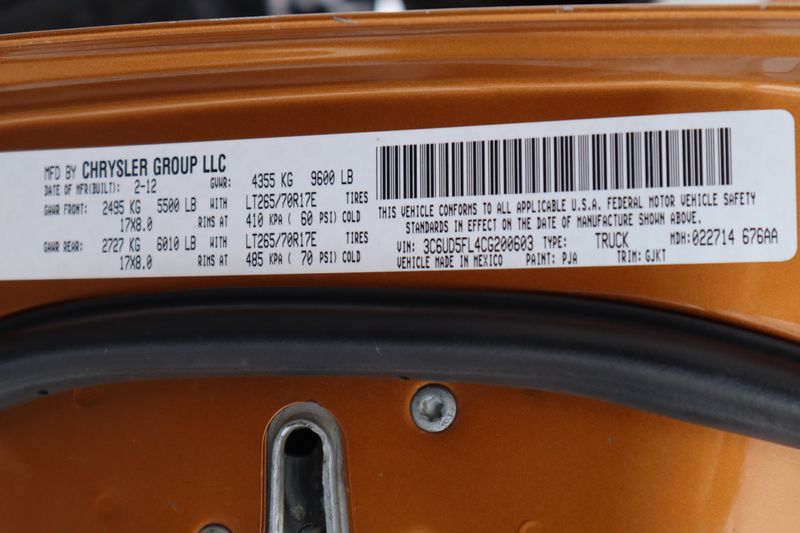 MFD BY CHRYSLER GROUP LLC
DATE OF MFR(BUILT): 2-12 GVWR: 4355 KG 9600 LB
GAWR FRONT: 2495 KG 5500 LB WITH LT265/70R17E TIRES
17X8.0 RIMS AT 410 KPA ( 60 PSI) COLD
GAWR REAR: 2727 KG 6010 LB WITH LT265/70R17E TIRES
17X8.0 RIMS AT 485 KPA ( 70 PSI) COLD
THIS VEHICLE CONFORMS TO ALL APPLICABLE U.S.A. FEDERAL MOTOR VEHICLE SAFETY
STANDARDS IN EFFECT ON THE DATE OF MANUFACTURE SHOWN ABOVE.
VIN: 3C6UD5FL4CG200603 TYPE: TRUCK MDH: 022714 676AA
VEHICLE MADE IN MEXICO PAINT: PJA TRIM: GJKT